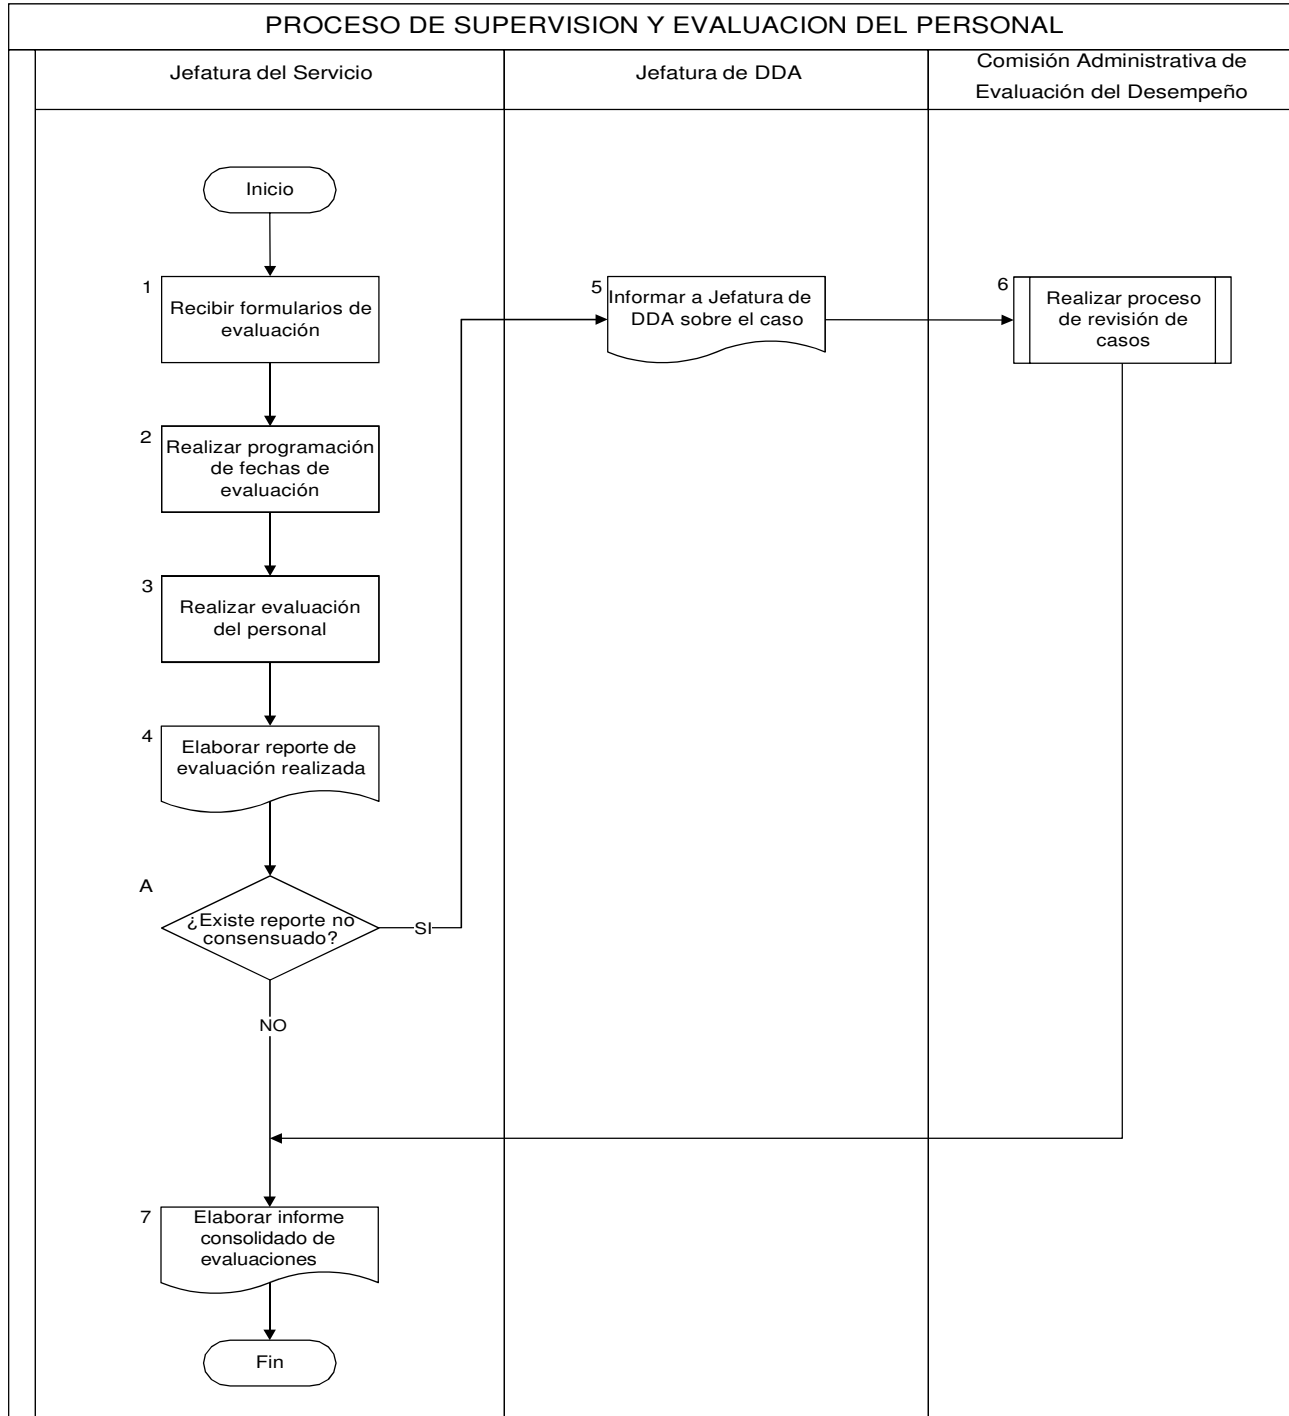 PROCESO DE SUPERVISION Y EVALUACION DEL PERSONAL
Jefatura del Servicio
Jefatura de DDA
Comisión Administrativa de
Evaluación del Desempeño
Inicio
1
Recibir formularios de
evaluación
5
Informar a Jefatura de
DDA sobre el caso
6
Realizar proceso
de revisión de
casos
2
Realizar programación
de fechas de
evaluación
3
Realizar evaluación
del personal
4
Elaborar reporte de
evaluación realizada
A
¿Existe reporte no
consensuado?
SI
NO
7
Elaborar informe
consolidado de
evaluaciones
Fin